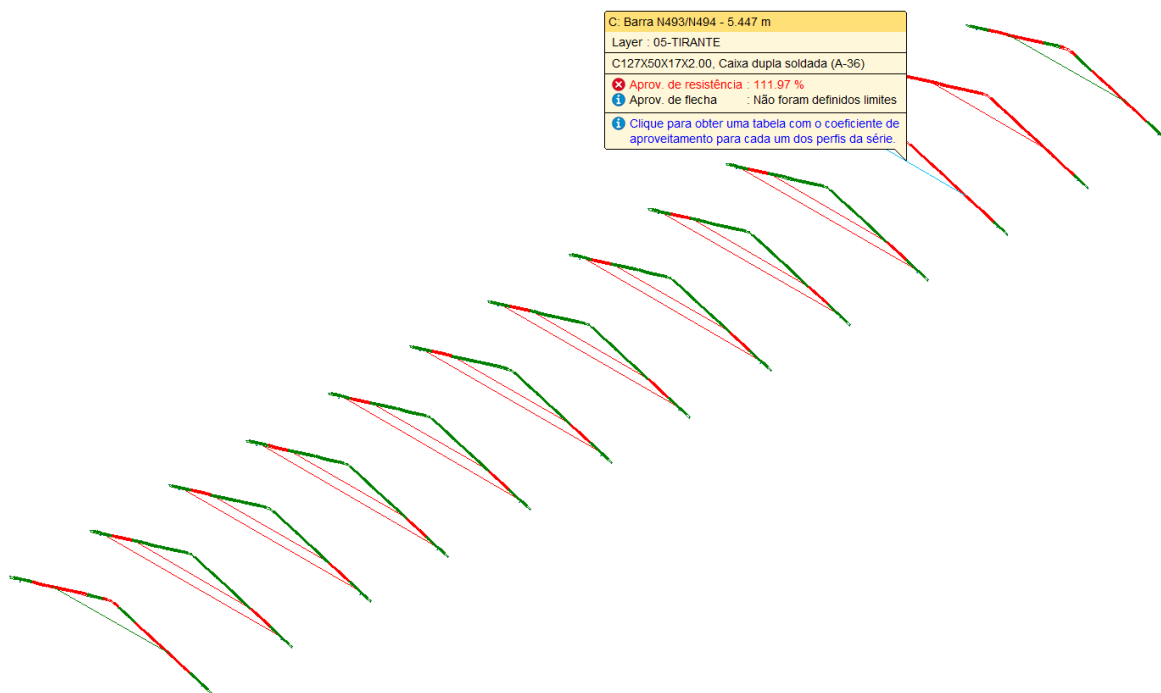 C: Barra N493/N494 - 5.447 m
Layer : 05-TIRANTE
C127X50X17X2.00, Caixa dupla soldada (A-36)
Aprov. de resistência : 111.97 %
Aprov. de flecha : Não foram definidos limites
Clique para obter uma tabela com o coeficiente de
aproveitamento para cada um dos perfis da série.